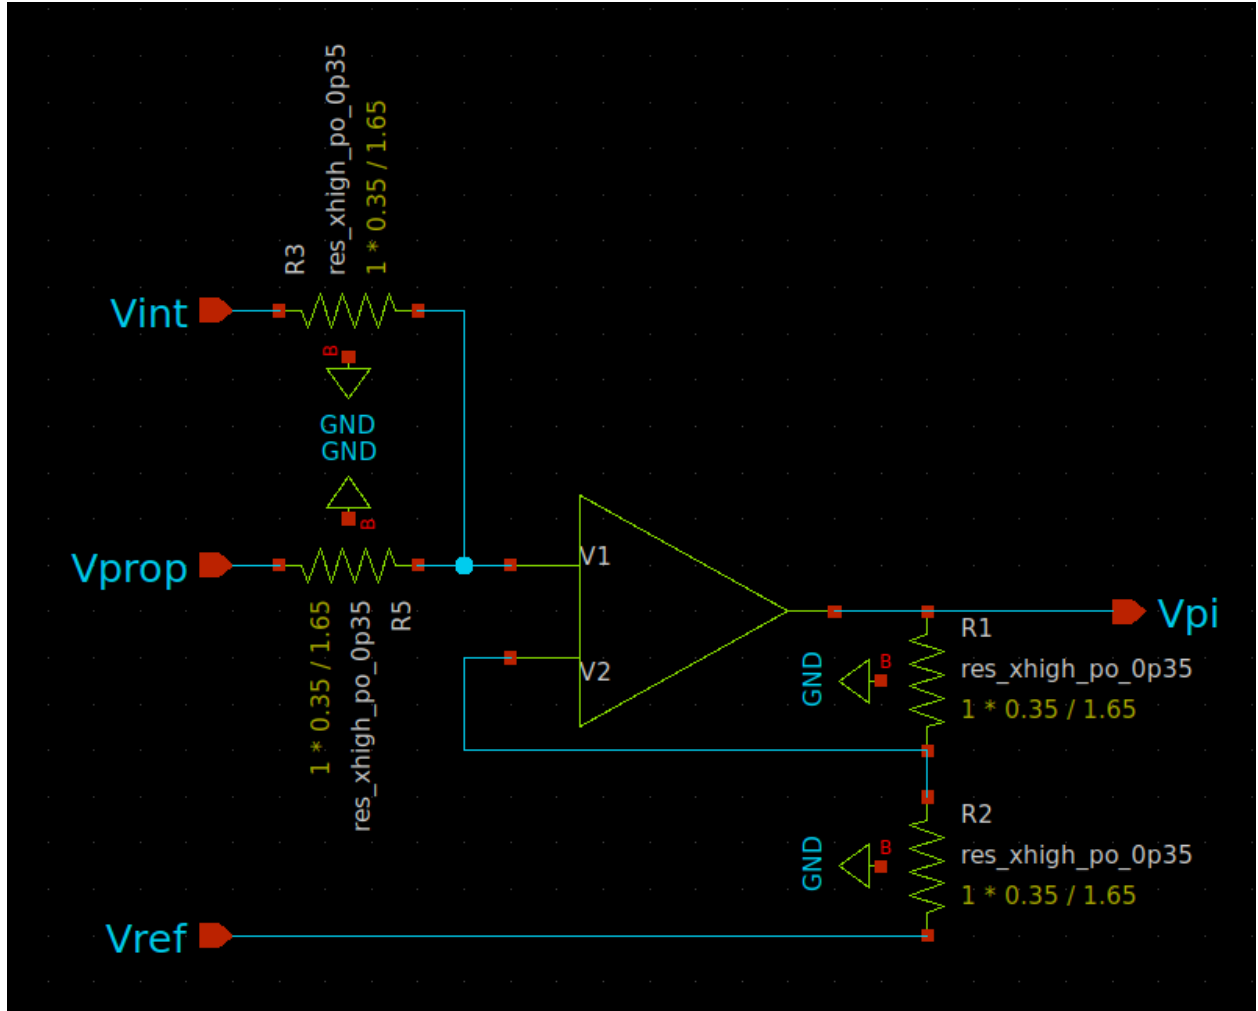 res_xhigh_po_0p35
1 * 0.35 / 1.65
R3
Vint
B
GND
GND
B
Vprop
V1
1 * 0.35 / 1.65
res_xhigh_po_0p35
R5
V2
Vpi
R1
B
GND
res_xhigh_po_0p35
1 * 0.35 / 1.65
R2
B
GND
res_xhigh_po_0p35
1 * 0.35 / 1.65
Vref